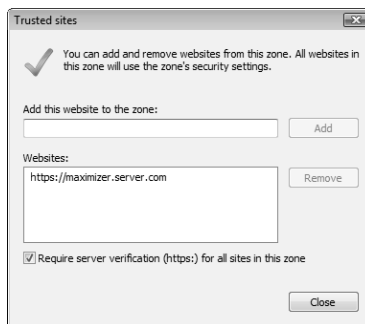 Trusted sites
You can add and remove websites from this zone. All websites in
this zone will use the zone's security settings.
Add this website to the zone:
Add
Websites:
https://maximizer.server.com
Remove
Require server verification (https:) for all sites in this zone
Close